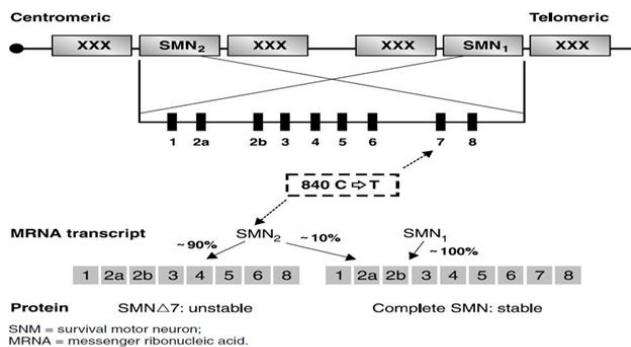 Centromeric Telomeric
XXX SMN2 XXX XXX SMN1 XXX
1 2a 2b 3 4 5 6 7 8
840 C ⇨ T
MRNA transcript SMN2 SMN1
~90% ~10% ~100%
1 2a 2b 3 4 5 6 8 1 2a 2b 3 4 5 6 7 8
Protein SMN△7: unstable Complete SMN: stable
SNM = survival motor neuron;
MRNA = messenger ribonucleic acid.